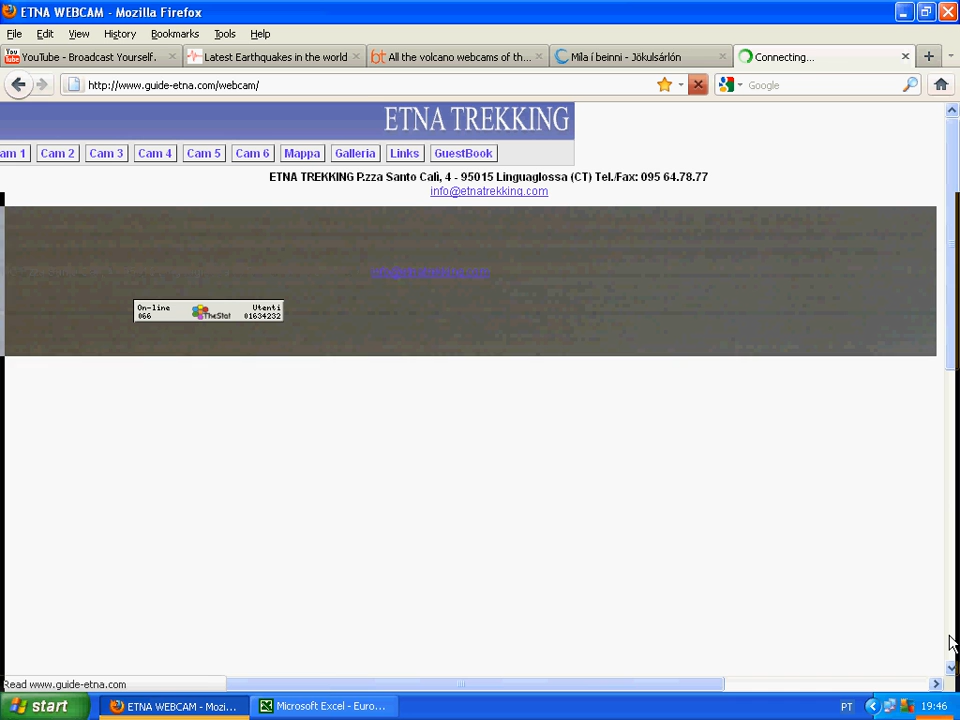 ETNA WEBCAM - Mozilla Firefox
File Edit View History Bookmarks Tools Help
YouTube - Broadcast Yourself. Latest Earthquakes in the world All the volcano webcams of th... Míla í beinni - Jökulsárlón Connecting...
http://www.guide-etna.com/webcam/ Google
ETNA TREKKING
am 1 Cam 2 Cam 3 Cam 4 Cam 5 Cam 6 Mappa Galleria Links GuestBook
ETNA TREKKING P.zza Santo Calì, 4 - 95015 Linguaglossa (CT) Tel./Fax: 095 64.78.77
info@etnatrekking.com
On-line Utenti
066 TheStat 01634232
Read www.guide-etna.com
start ETNA WEBCAM - Mozi... Microsoft Excel - Euro... PT 19:46